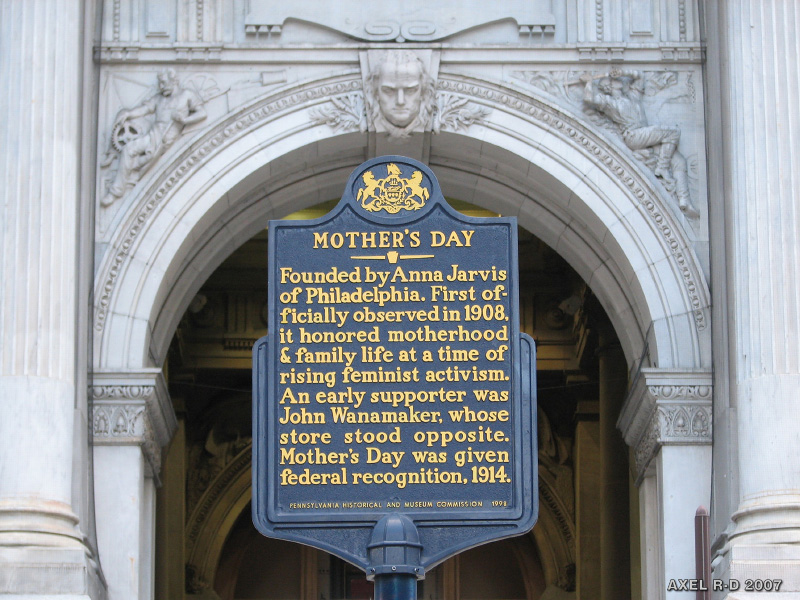 MOTHER'S DAY
Founded by Anna Jarvis
of Philadelphia. First of-
ficially observed in 1908,
it honored motherhood
& family life at a time of
rising feminist activism.
An early supporter was
John Wanamaker, whose
store stood opposite.
Mother's Day was given
federal recognition, 1914.
PENNSYLVANIA HISTORICAL AND MUSEUM COMMISSION 1998
AXEL R-D 2007